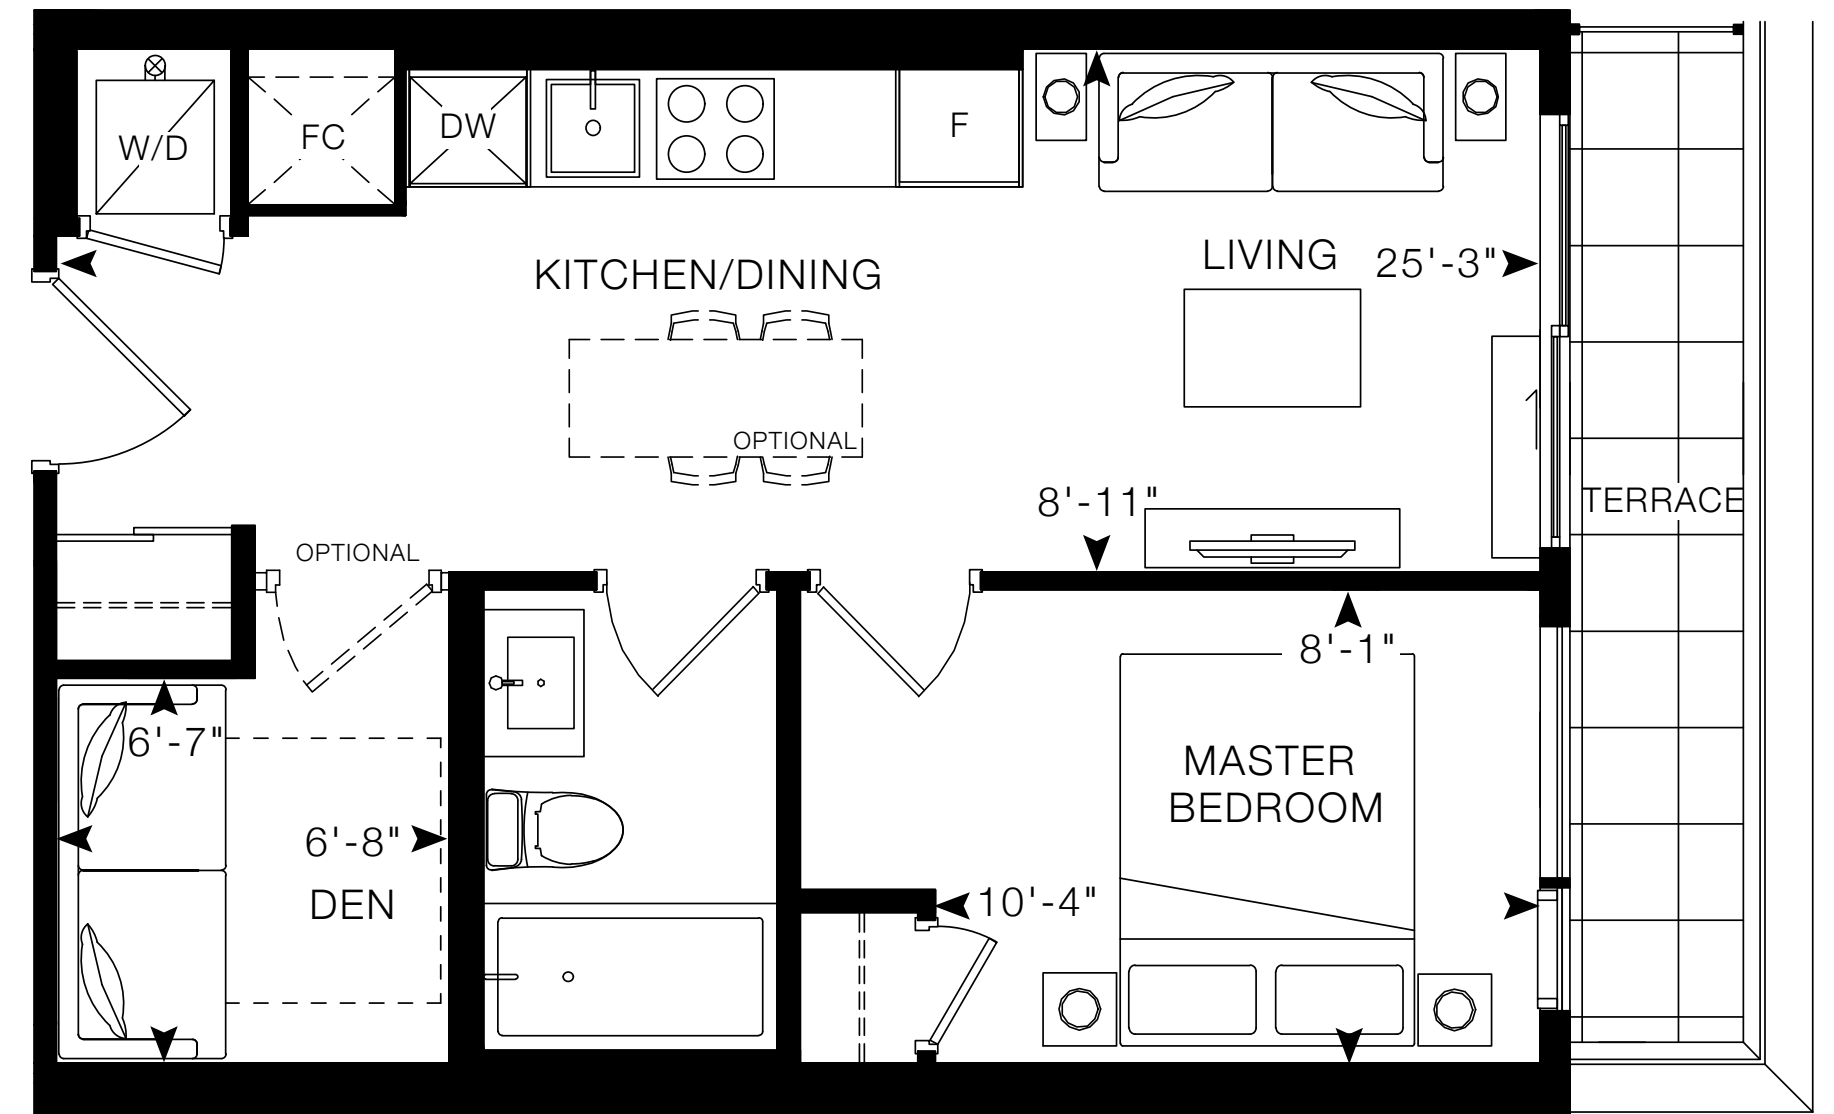 W/D
FC
DW
F
LIVING
25'-3"
KITCHEN/DINING
OPTIONAL
8'-11"
TERRACE
OPTIONAL
8'-1"
6'-7"
MASTER
BEDROOM
6'-8"
DEN
10'-4"